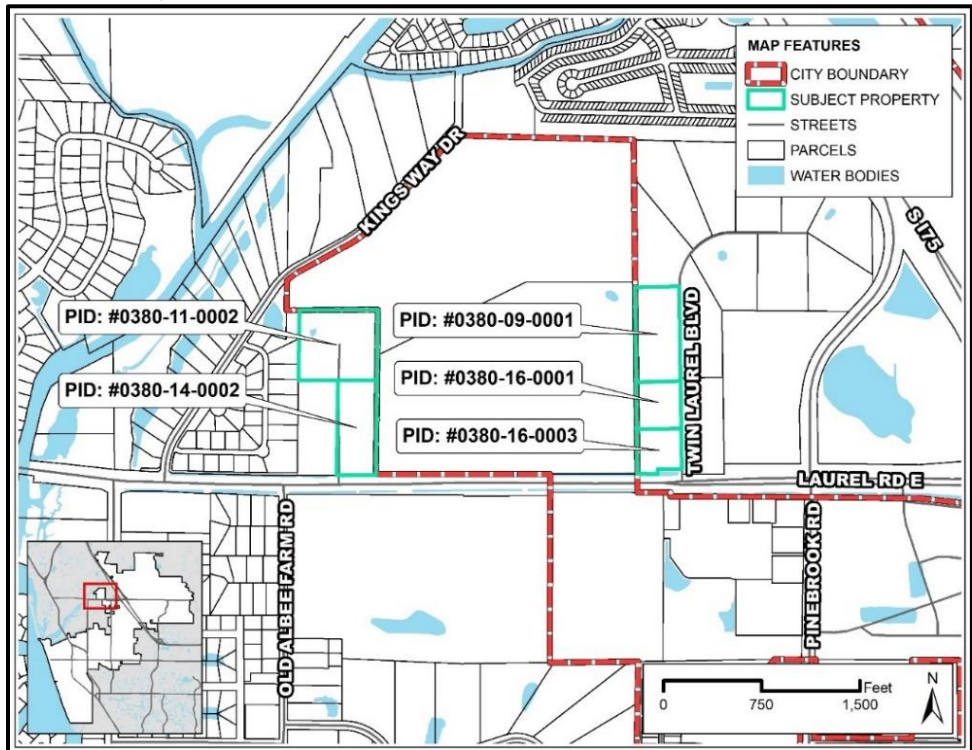 MAP FEATURES
CITY BOUNDARY
SUBJECT PROPERTY
STREETS
PARCELS
WATER BODIES
KINGS WAY DR
S I75
PID: #0380-11-0002
PID: #0380-09-0001
PID: #0380-14-0002
PID: #0380-16-0001
PID: #0380-16-0003
TWIN LAUREL BLVD
LAUREL RD E
OLD ALBEE FARM RD
PINEBROOK RD
Feet
0 750 1,500
N